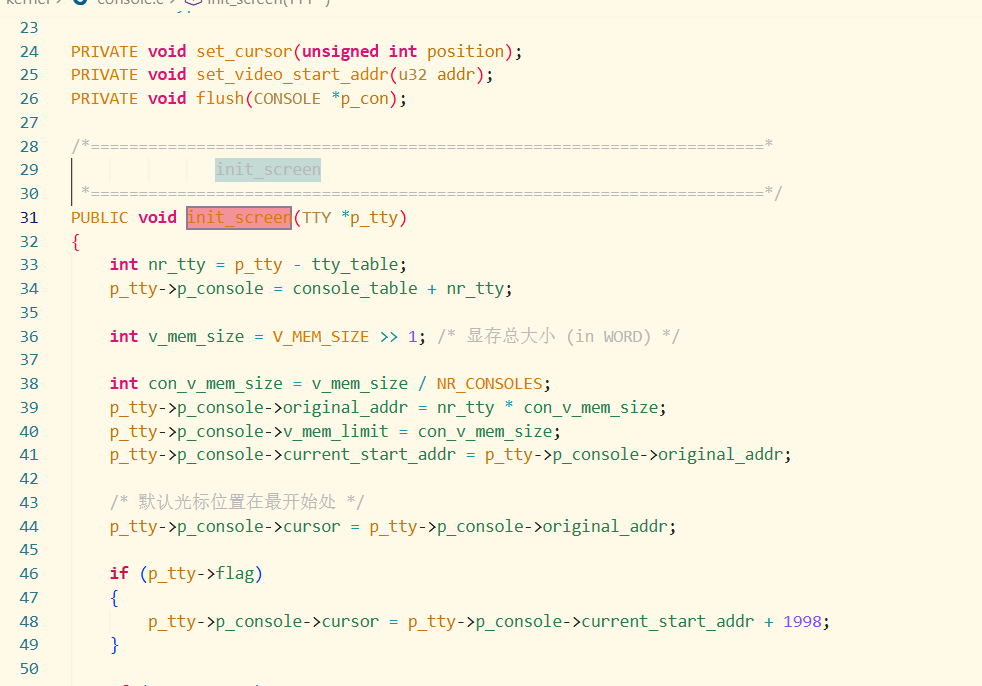 kernel > console.c > init_screen(TTY *)
23
24 PRIVATE void set_cursor(unsigned int position);
25 PRIVATE void set_video_start_addr(u32 addr);
26 PRIVATE void flush(CONSOLE *p_con);
27
28 /*======================================================================*
29 init_screen
30 *======================================================================*/
31 PUBLIC void init_screen(TTY *p_tty)
32 {
33 int nr_tty = p_tty - tty_table;
34 p_tty->p_console = console_table + nr_tty;
35
36 int v_mem_size = V_MEM_SIZE >> 1; /* 显存总大小 (in WORD) */
37
38 int con_v_mem_size = v_mem_size / NR_CONSOLES;
39 p_tty->p_console->original_addr = nr_tty * con_v_mem_size;
40 p_tty->p_console->v_mem_limit = con_v_mem_size;
41 p_tty->p_console->current_start_addr = p_tty->p_console->original_addr;
42
43 /* 默认光标位置在最开始处 */
44 p_tty->p_console->cursor = p_tty->p_console->original_addr;
45
46 if (p_tty->flag)
47 {
48 p_tty->p_console->cursor = p_tty->p_console->current_start_addr + 1998;
49 }
50